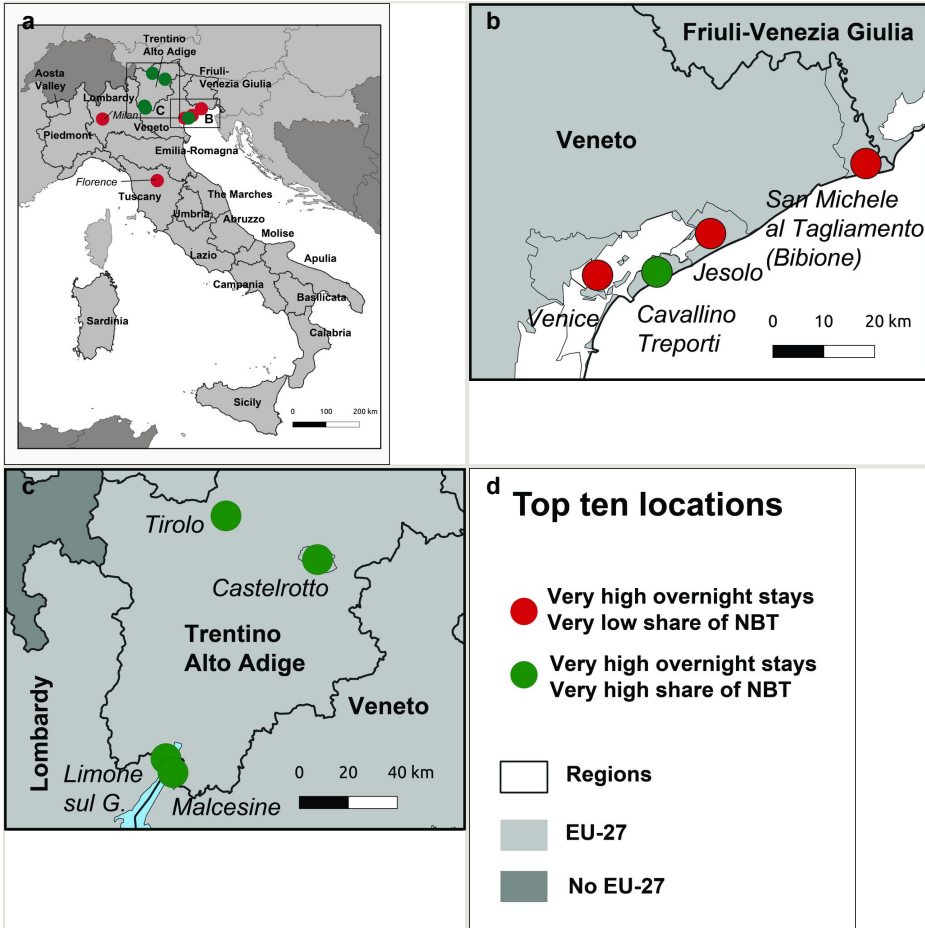 a
Trentino
Alto Adige
Aosta
Valley
Friuli-
Venezia Giulia
Lombardy
C
Milan
B
Veneto
Piedmont
Emilia-Romagna
Florence
Tuscany
The Marches
Umbria
Abruzzo
Molise
Lazio
Apulia
Campania
Basilicata
Sardinia
Calabria
Sicily
0 100 200 km
b
Friuli-Venezia Giulia
Veneto
San Michele
al Tagliamento
(Bibione)
Jesolo
Venice
Cavallino
Treporti
0 10 20 km
c
Tirolo
Castelrotto
Trentino
Alto Adige
Lombardy
Veneto
Limone
sul G.
Malcesine
0 20 40 km
d
Top ten locations
Very high overnight stays
Very low share of NBT
Very high overnight stays
Very high share of NBT
Regions
EU-27
No EU-27